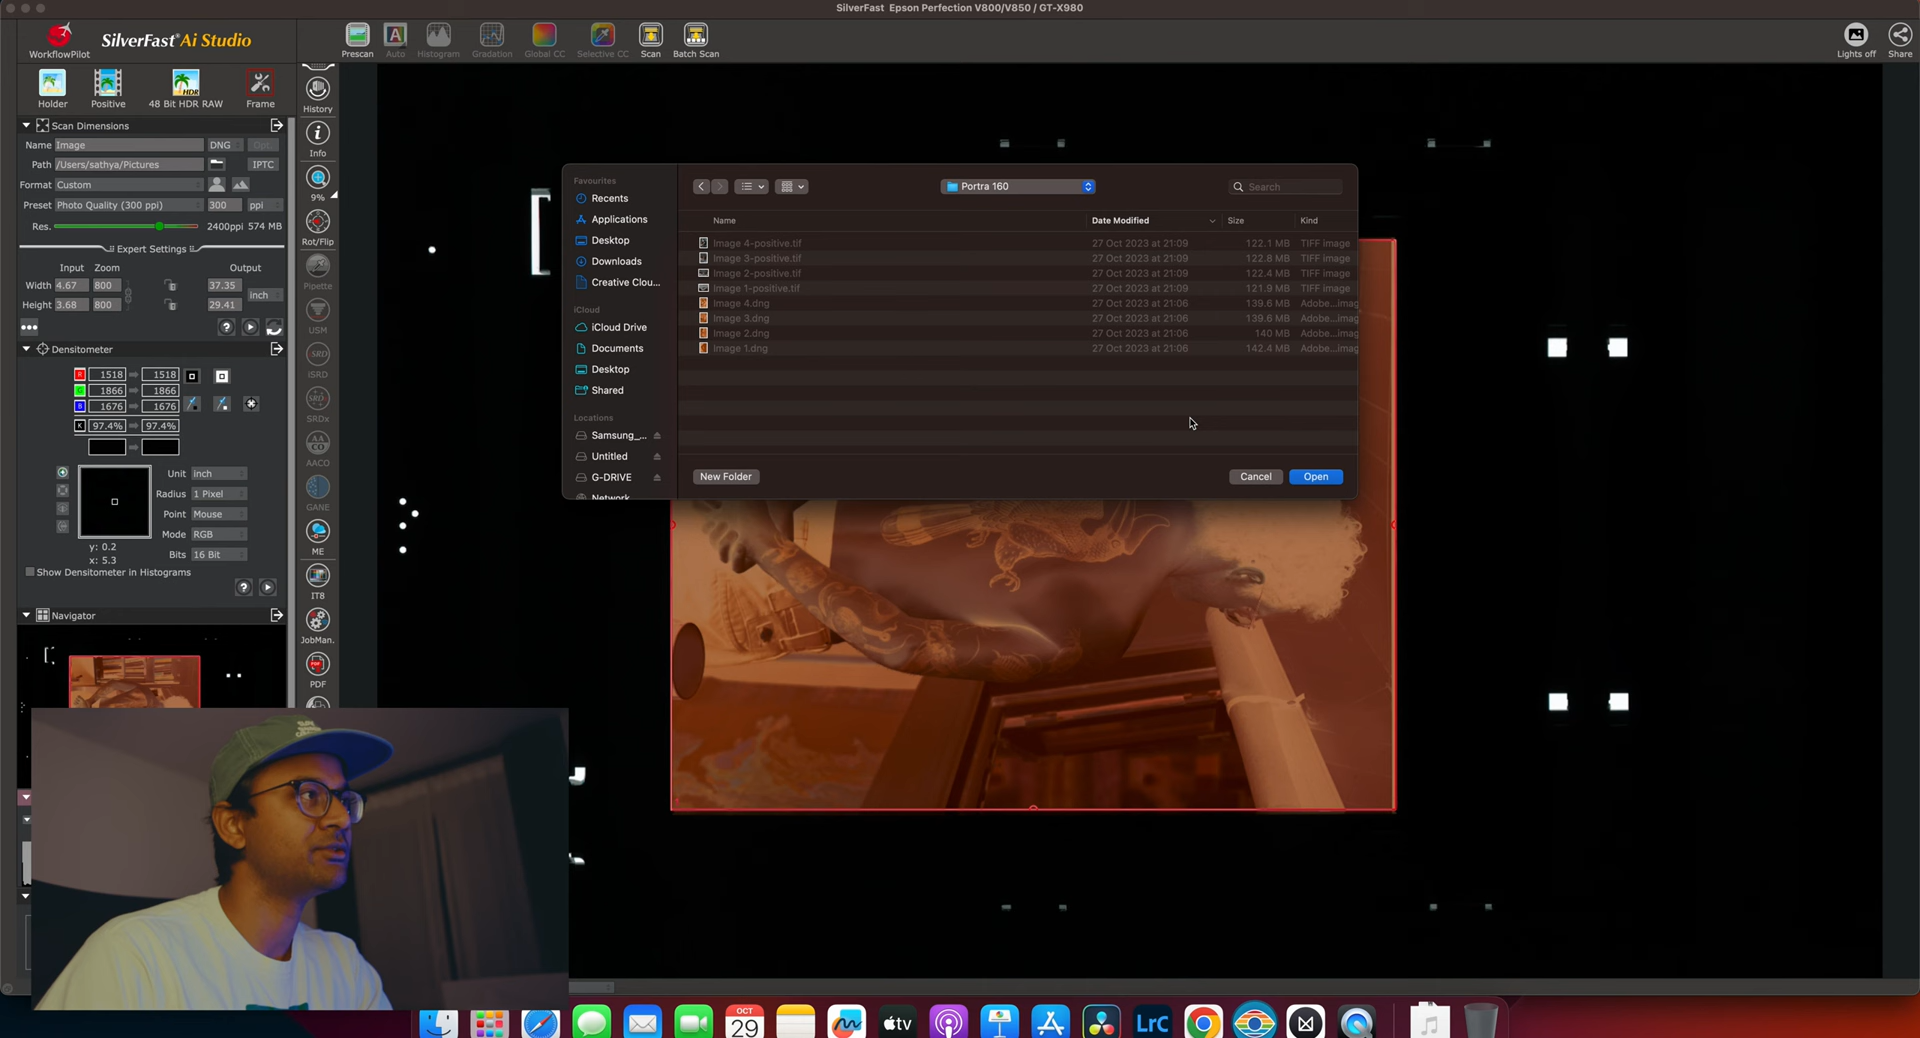 SilverFast Epson Perfection V800/V850 / GT-X980
WorkflowPilot
SilverFast Ai Studio
Prescan
Auto
Histogram
Gradation
Global CC
Selective CC
Scan
Batch Scan
Lights off
Share
Holder
Positive
48 Bit HDR RAW
Frame
History
Scan Dimensions
Name Image DNG
Path /Users/sathya/Pictures IPTC
Format Custom
Preset Photo Quality (300 ppi) 300 ppi
Res. 2400ppi 574 MB
Expert Settings
Input Zoom Output
Width 4.67 800 37.35
inch
Height 3.68 800 29.41
Densitometer
R 1518 1518
G 1866 1866
B 1676 1676
K 97.4% 97.4%
Unit inch
Radius 1 Pixel
Point Mouse
Mode RGB
Bits 16 Bit
y: 0.2
x: 5.3
Show Densitometer in Histograms
Navigator
Info
9%
Rot/Flip
Pipette
USM
iSRD
SRDx
AACO
GANE
ME
IT8
JobMan.
PDF
Favourites
Recents
Applications
Desktop
Downloads
Creative Clou...
iCloud
iCloud Drive
Documents
Desktop
Shared
Locations
Samsung_...
Untitled
G-DRIVE
Network
Portra 160
Search
Name Date Modified Size Kind
Image 4-positive.tif 27 Oct 2023 at 21:09 122.1 MB TIFF image
Image 3-positive.tif 27 Oct 2023 at 21:09 122.8 MB TIFF image
Image 2-positive.tif 27 Oct 2023 at 21:09 122.4 MB TIFF image
Image 1-positive.tif 27 Oct 2023 at 21:09 121.9 MB TIFF image
Image 4.dng 27 Oct 2023 at 21:06 139.6 MB Adobe...imag
Image 3.dng 27 Oct 2023 at 21:06 139.6 MB Adobe...imag
Image 2.dng 27 Oct 2023 at 21:06 140 MB Adobe...imag
Image 1.dng 27 Oct 2023 at 21:06 142.4 MB Adobe...imag
New Folder
Cancel
Open
OCT
29
tv
LrC